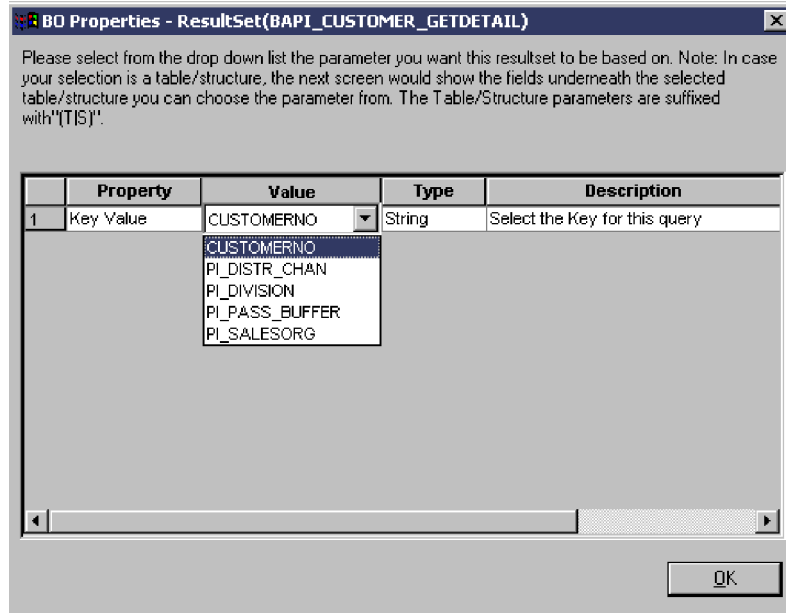 BO Properties - ResultSet(BAPI_CUSTOMER_GETDETAIL)
Please select from the drop down list the parameter you want this resultset to be based on. Note: In case
your selection is a table/structure, the next screen would show the fields underneath the selected
table/structure you can choose the parameter from. The Table/Structure parameters are suffixed
with"(T|S)".
Property Value Type Description
1 Key Value CUSTOMERNO String Select the Key for this query
CUSTOMERNO
PI_DISTR_CHAN
PI_DIVISION
PI_PASS_BUFFER
PI_SALESORG
OK